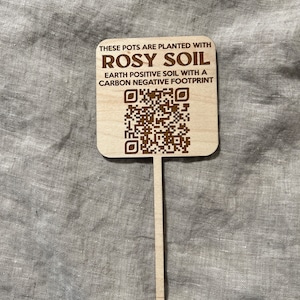 THESE POTS ARE PLANTED WITH
ROSY SOIL
EARTH POSITIVE SOIL WITH A
CARBON NEGATIVE FOOTPRINT